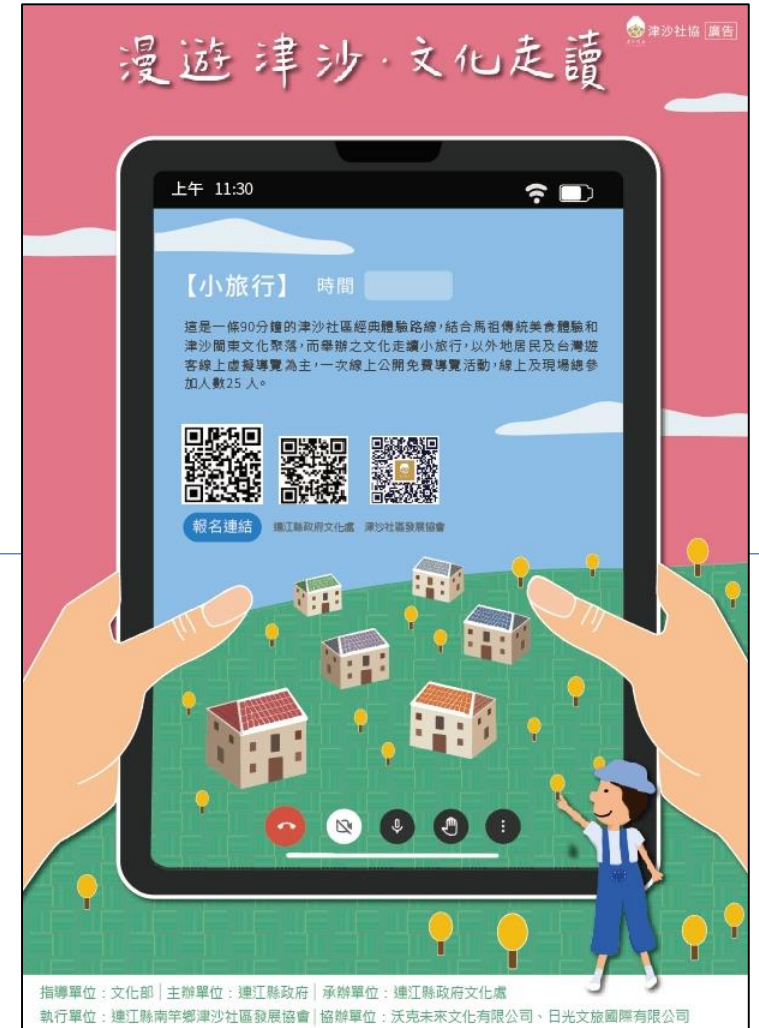 津沙社協 廣告
漫遊津沙·文化走讀
上午 11:30
【小旅行】 時間
這是一條90分鐘的津沙社區經典體驗路線，結合馬祖傳統美食體驗和
津沙閩東文化聚落，而舉辦之文化走讀小旅行，以外地居民及台灣遊
客線上虛擬導覽為主，一次線上公開免費導覽活動，線上及現場總參
加人數25 人。
報名連結 連江縣政府文化處 津沙社區發展協會
指導單位：文化部│主辦單位：連江縣政府│承辦單位：連江縣政府文化處
執行單位：連江縣南竿鄉津沙社區發展協會│協辦單位：沃克未來文化有限公司、日光文旅國際有限公司